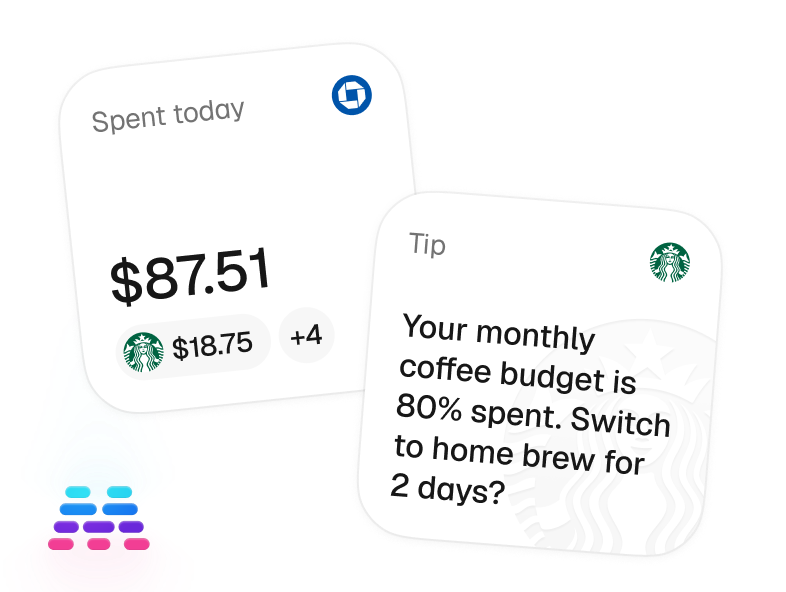 Spent today
$87.51
$18.75 +4
Tip
Your monthly
coffee budget is
80% spent. Switch
to home brew for
2 days?